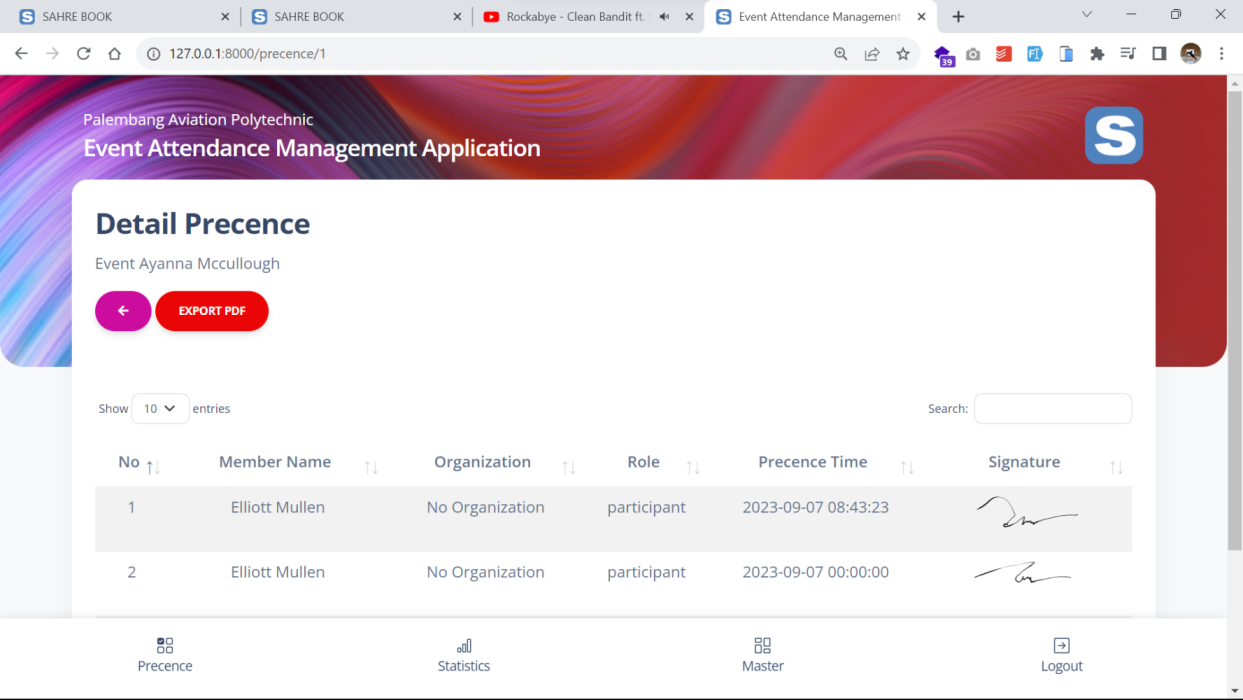 SAHRE BOOK
SAHRE BOOK
Rockabye - Clean Bandit ft.
Event Attendance Management
127.0.0.1:8000/precence/1
39
Palembang Aviation Polytechnic
Event Attendance Management Application
S
Detail Precence
Event Ayanna Mccullough
EXPORT PDF
Show 10 entries
Search:
No Member Name Organization Role Precence Time Signature
1 Elliott Mullen No Organization participant 2023-09-07 08:43:23
2 Elliott Mullen No Organization participant 2023-09-07 00:00:00
Precence Statistics Master Logout